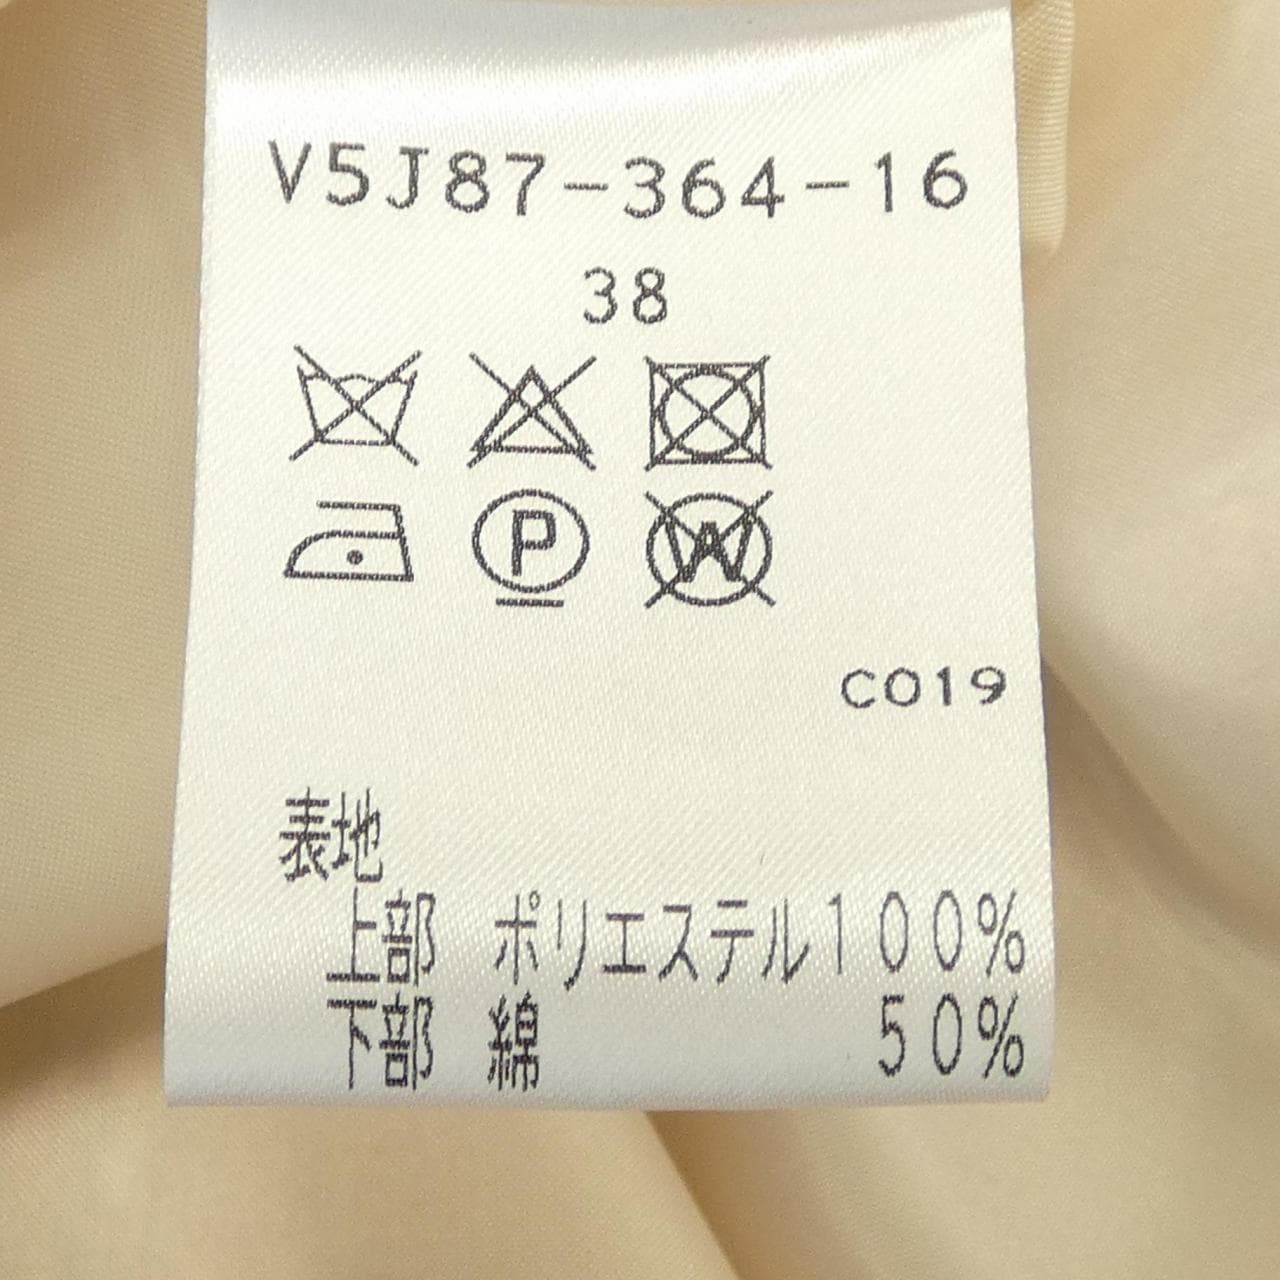 V5J87-364-16
38
P W
C019
表地
上部 ポリエステル100%
下部 綿 50%